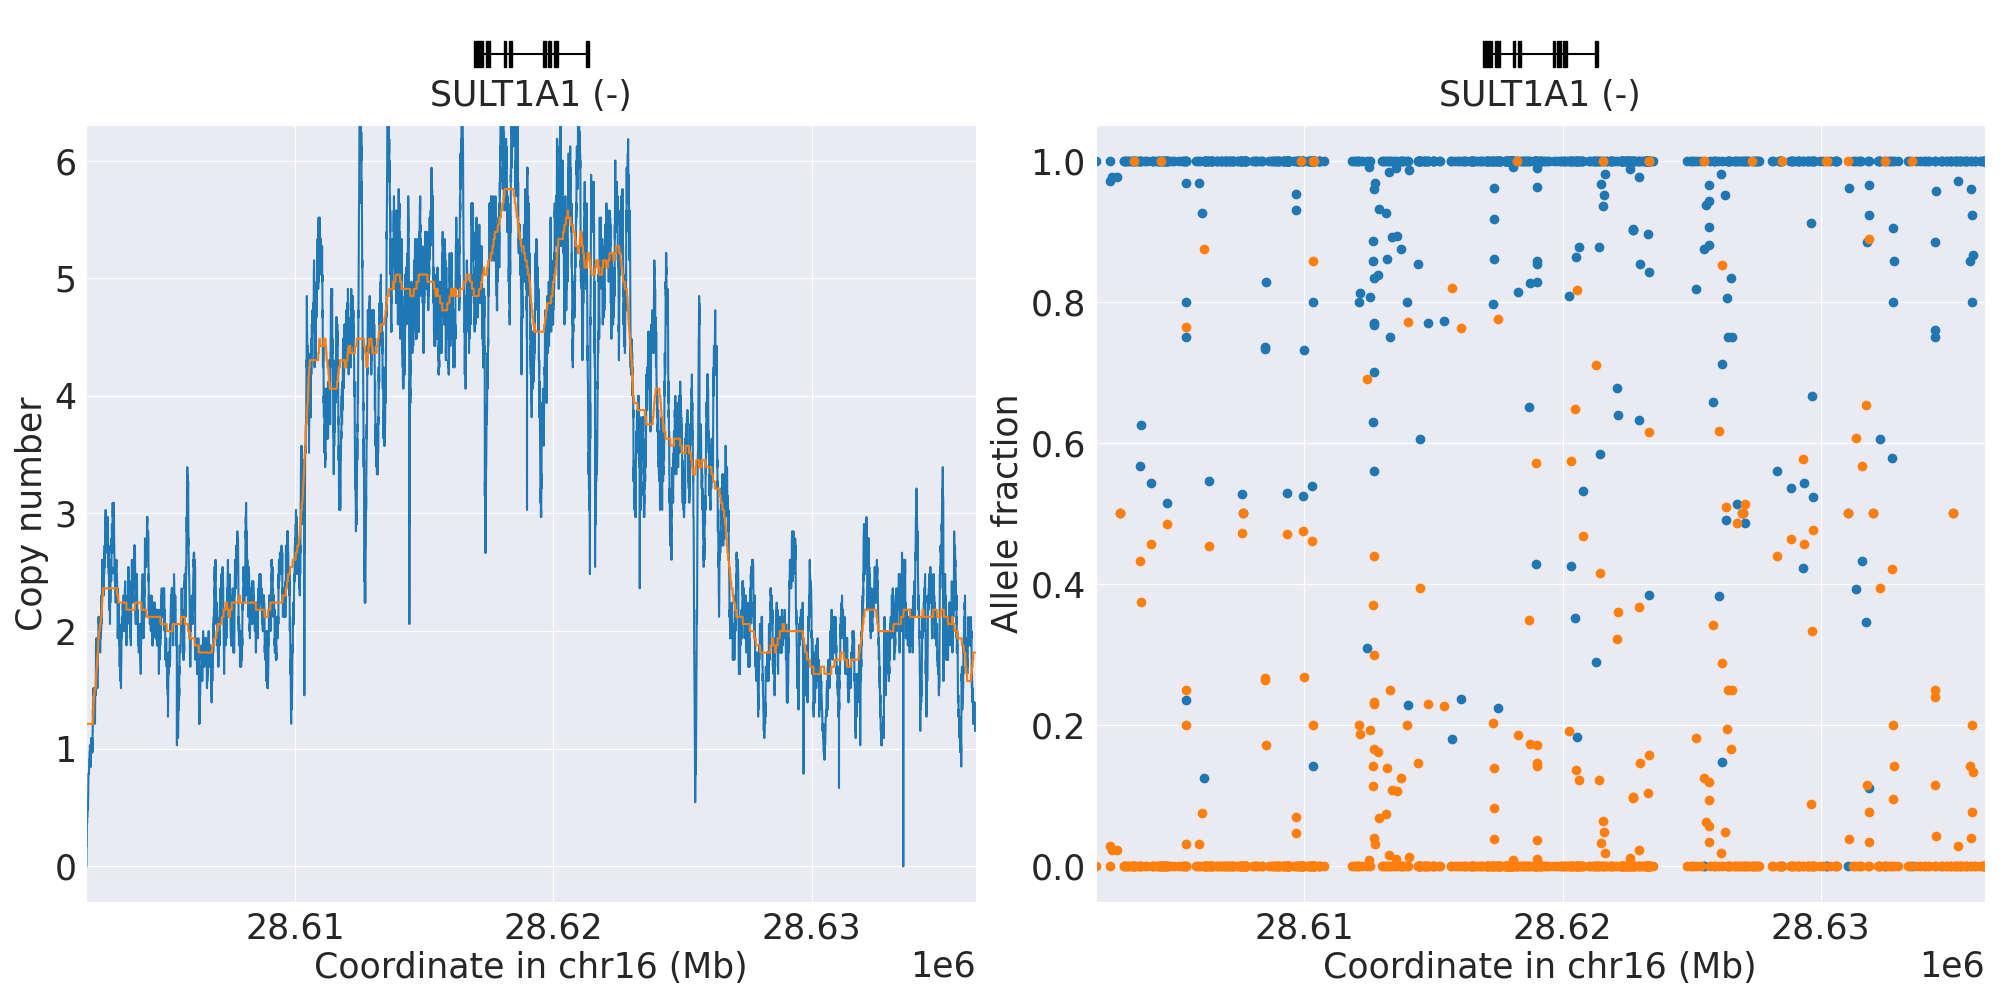 SULT1A1 (-)
Copy number
6
5
4
3
2
1
0
28.61
28.62
28.63
Coordinate in chr16 (Mb)
1e6
SULT1A1 (-)
Allele fraction
1.0
0.8
0.6
0.4
0.2
0.0
28.61
28.62
28.63
Coordinate in chr16 (Mb)
1e6